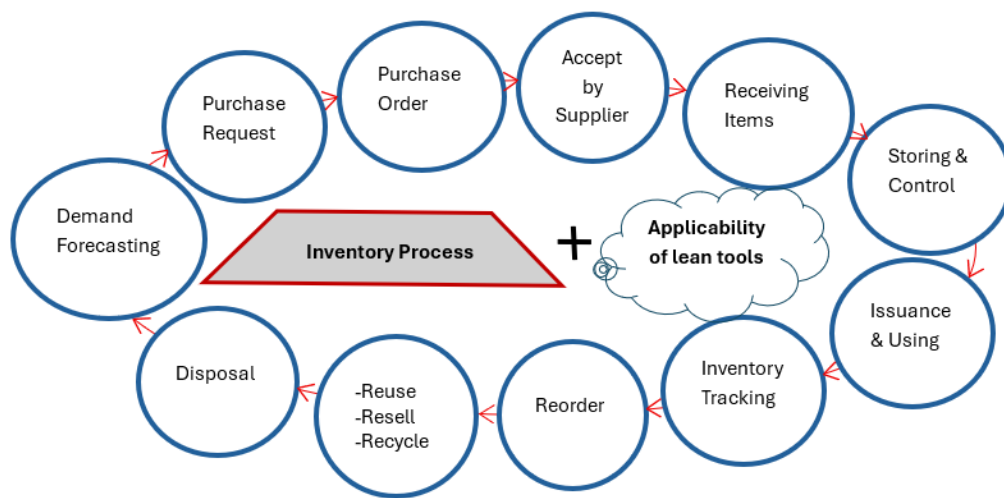 Demand
Forecasting
Purchase
Request
Purchase
Order
Accept
by
Supplier
Receiving
Items
Storing &
Control
Issuance
& Using
Inventory
Tracking
Reorder
-Reuse
-Resell
-Recycle
Disposal
Inventory Process
+
Applicability
of lean tools